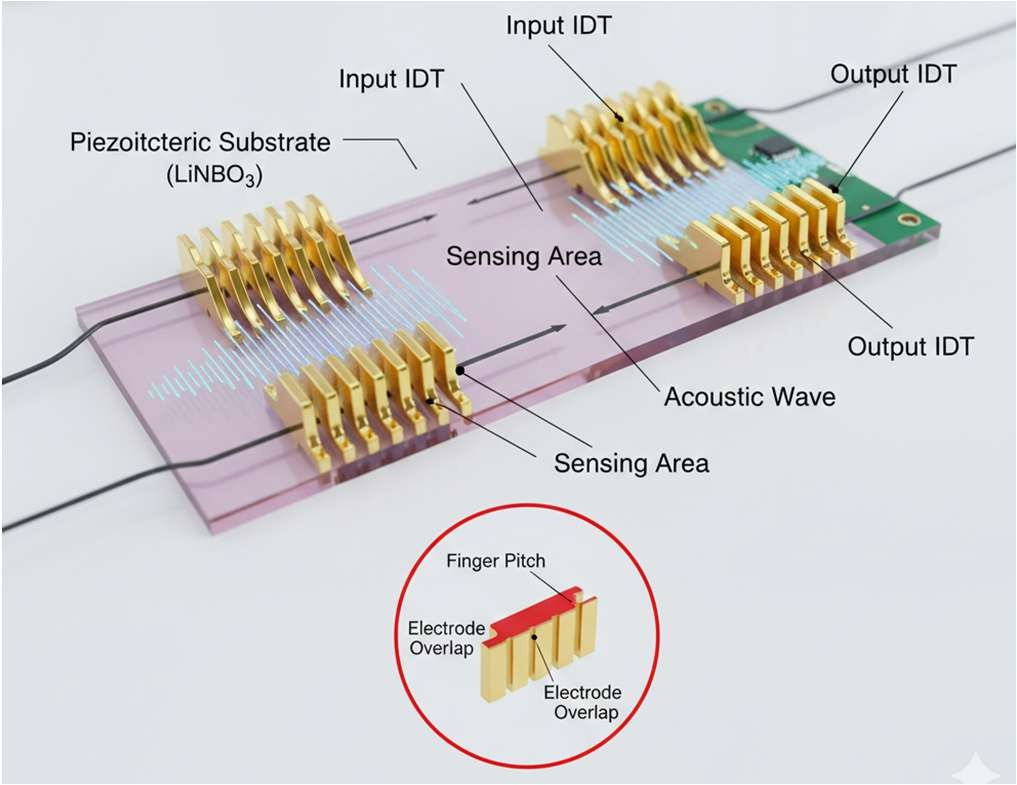 Input IDT
Input IDT
Output IDT
Piezoitcteric Substrate
(LiNBO₃)
Sensing Area
Output IDT
Acoustic Wave
Sensing Area
Finger Pitch
Electrode
Overlap
Electrode
Overlap